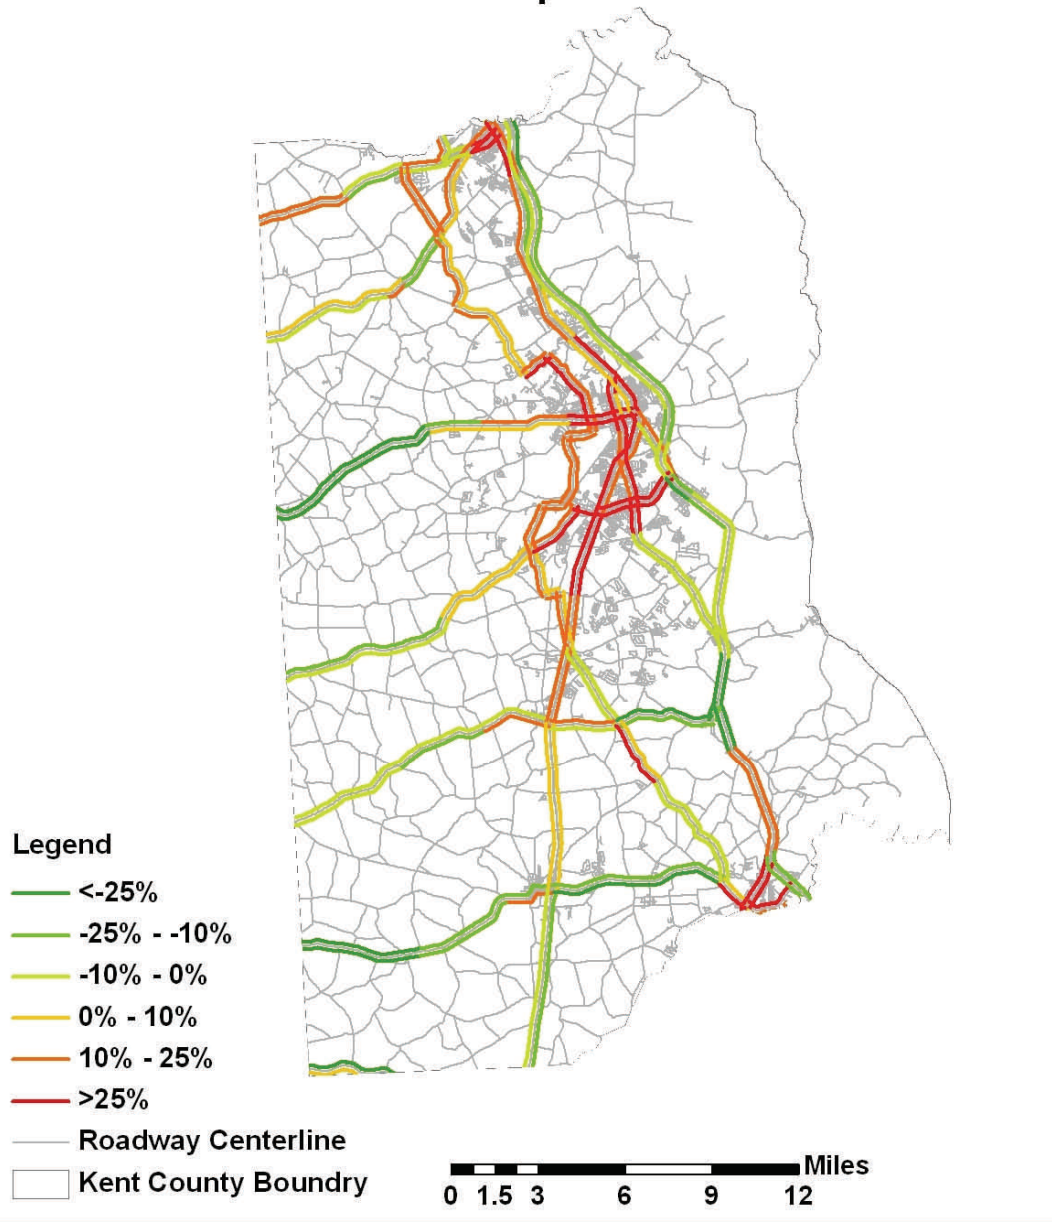 Legend
<-25%
-25% - -10%
-10% - 0%
0% - 10%
10% - 25%
>25%
Roadway Centerline
Kent County Boundry
Miles
0 1.5 3 6 9 12